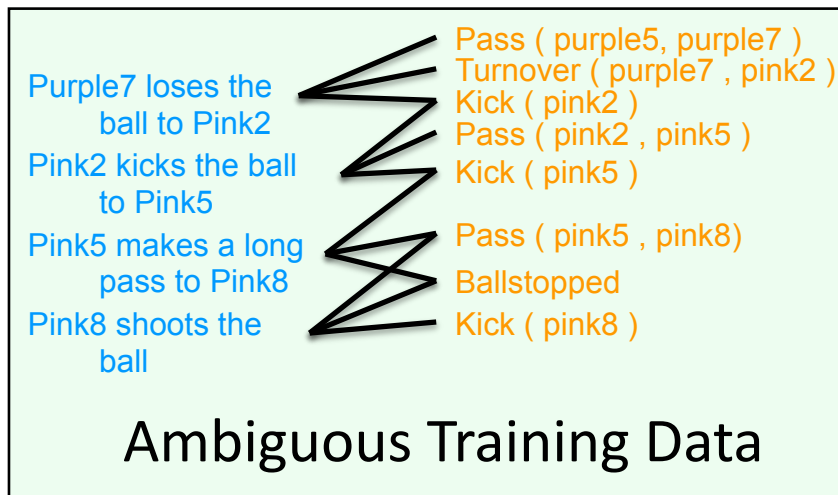 Purple7 loses the
ball to Pink2
Pink2 kicks the ball
to Pink5
Pink5 makes a long
pass to Pink8
Pink8 shoots the
ball
Pass ( purple5, purple7 )
Turnover ( purple7 , pink2 )
Kick ( pink2 )
Pass ( pink2 , pink5 )
Kick ( pink5 )
Pass ( pink5 , pink8)
Ballstopped
Kick ( pink8 )
Ambiguous Training Data